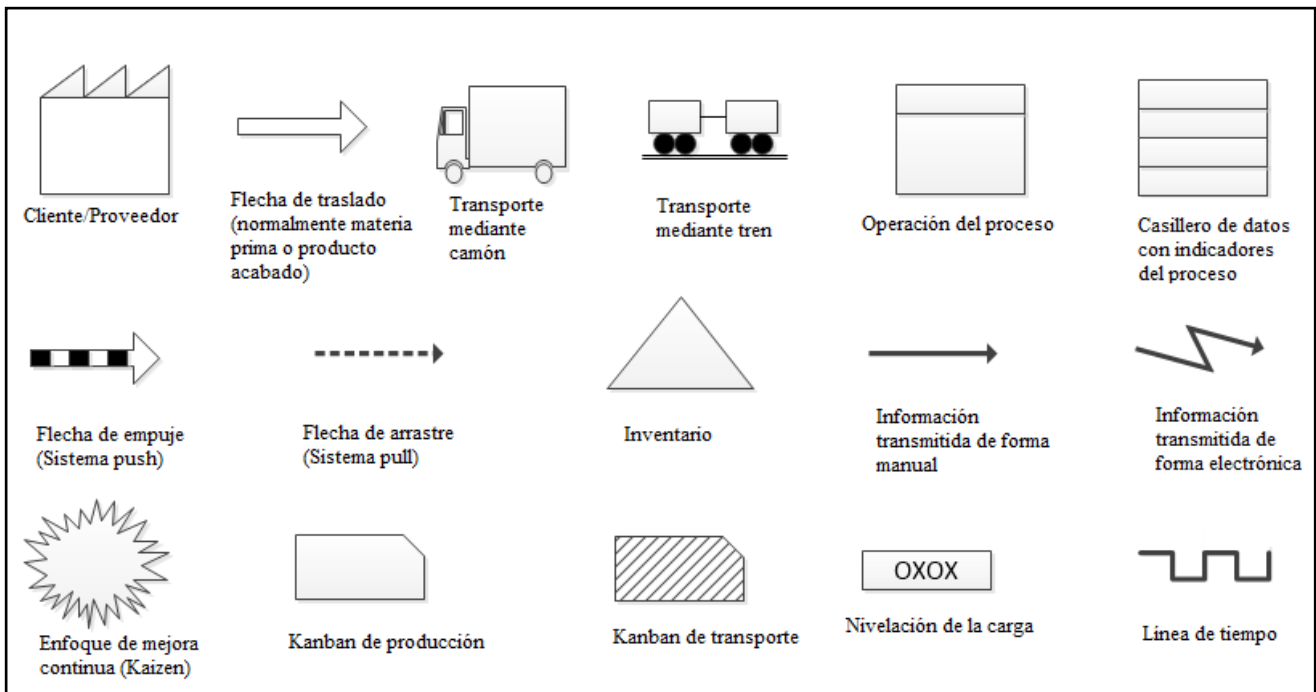 Cliente/Proveedor
Flecha de traslado
(normalmente materia
prima o producto
acabado)
Transporte
mediante
camón
Transporte
mediante tren
Operación del proceso
Casillero de datos
con indicadores
del proceso
Flecha de empuje
(Sistema push)
Flecha de arrastre
(Sistema pull)
Inventario
Información
transmitida de forma
manual
Información
transmitida de
forma electrónica
Enfoque de mejora
continua (Kaizen)
Kanban de producción
Kanban de transporte
OXOX
Nivelación de la carga
Línea de tiempo